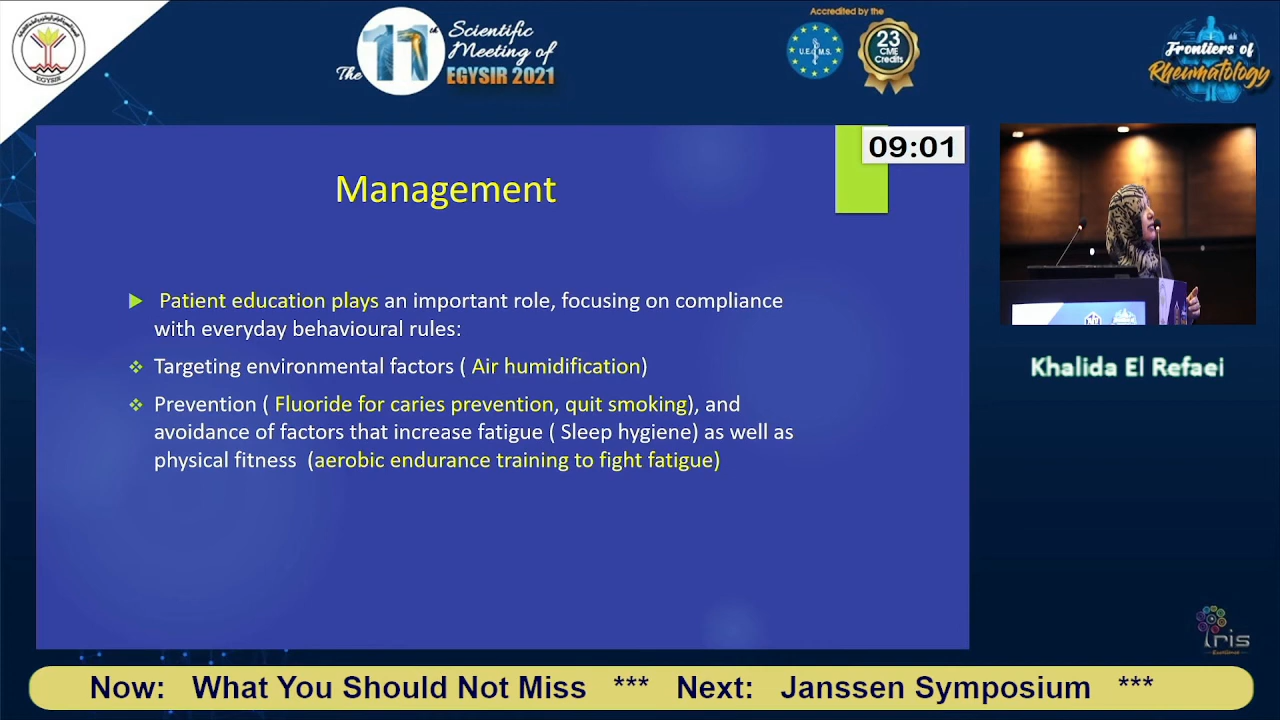 EGYSIR
The 11th
Scientific
Meeting of
EGYSIR 2021
Accredited by the
U.E.M.S.
23
CME
Credits
Frontiers of
Rheumatology
09:01
Management
Patient education plays an important role, focusing on compliance
with everyday behavioural rules:
Targeting environmental factors ( Air humidification)
Prevention ( Fluoride for caries prevention, quit smoking), and
avoidance of factors that increase fatigue ( Sleep hygiene) as well as
physical fitness (aerobic endurance training to fight fatigue)
Khalida El Refaei
Iris
Now: What You Should Not Miss *** Next: Janssen Symposium ***